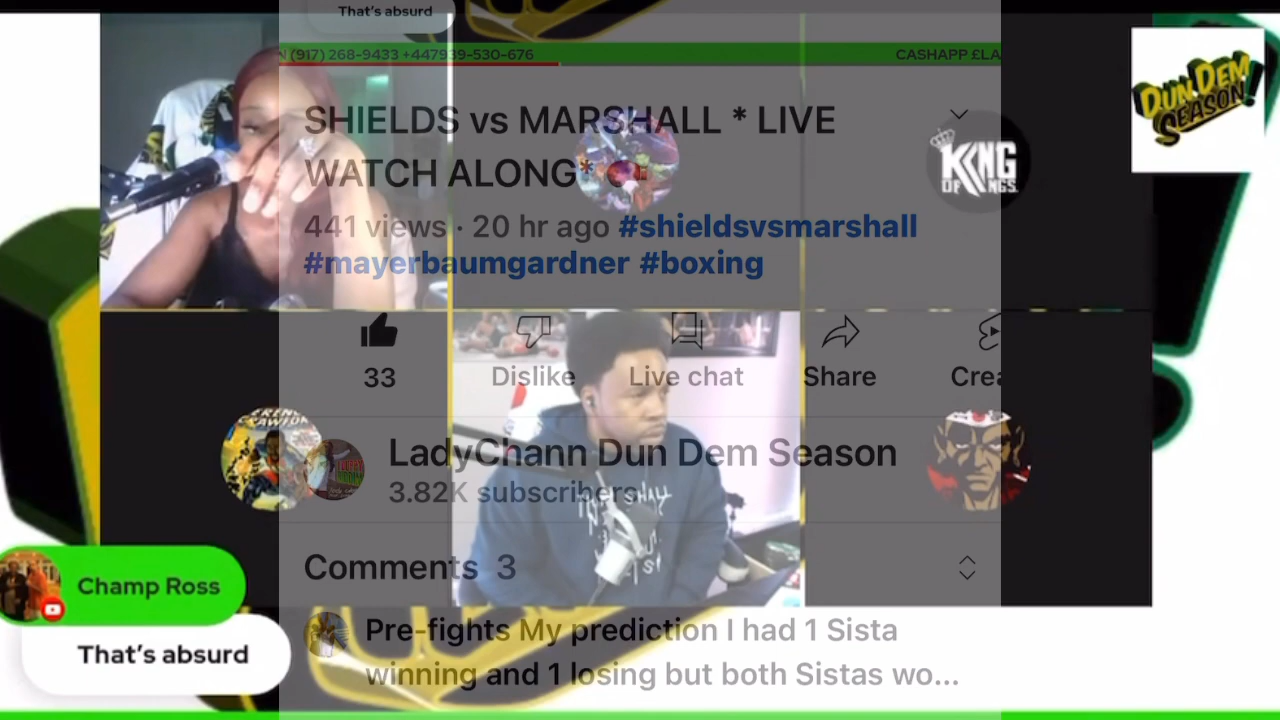 That's absurd
N (917) 268-9433 +447939-530-676
CASHAPP £LA
SHIELDS vs MARSHALL * LIVE
WATCH ALONG*
441 views · 20 hr ago #shieldsvsmarshall
#mayerbaumgardner #boxing
DUN DEM
SEASON!
KING
OF KINGS
33
Dislike
Live chat
Share
Crea
CRAWFORD
LadyChann Dun Dem Season
3.82K subscribers
Comments 3
Champ Ross
That's absurd
Pre-fights My prediction I had 1 Sista
winning and 1 losing but both Sistas wo...